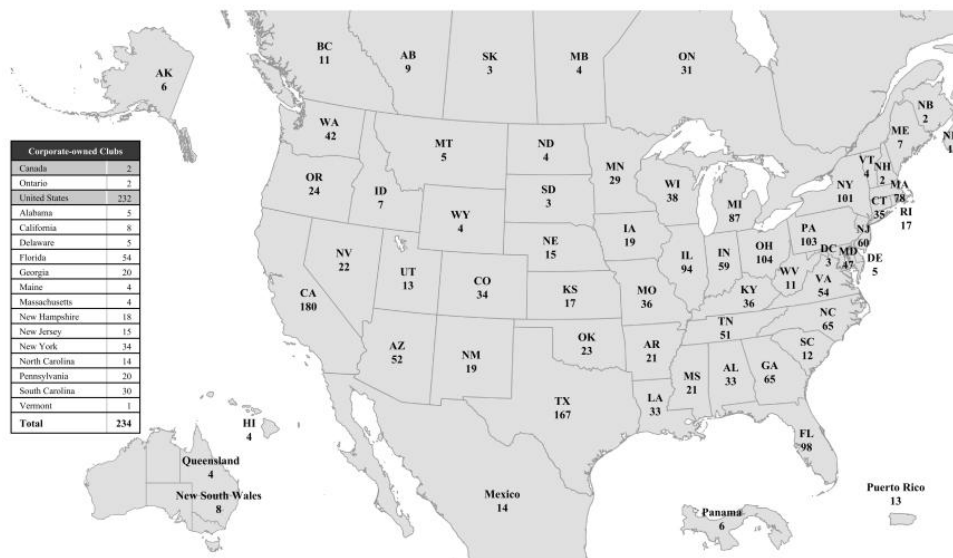 AK
6
BC
11
AB
9
SK
3
MB
4
ON
31
NB
2
ME
7
WA
42
MT
5
ND
4
MN
29
VT
4
NH
2
OR
24
ID
7
SD
3
WI
38
MI
87
NY
101
MA
78
CT
35
RI
17
WY
4
NE
15
IA
19
PA
103
NJ
60
NV
22
UT
13
CO
34
IL
94
IN
59
OH
104
DC
3
MD
47
DE
5
WV
11
VA
54
CA
180
KS
17
MO
36
KY
36
NC
65
TN
51
AZ
52
NM
19
OK
23
AR
21
SC
12
MS
21
AL
33
GA
65
TX
167
LA
33
FL
98
HI
4
Queensland
4
New South Wales
8
Mexico
14
Panama
6
Puerto Rico
13
Corporate-owned Clubs
Canada 2
Ontario 2
United States 232
Alabama 5
California 8
Delaware 5
Florida 54
Georgia 20
Maine 4
Massachusetts 4
New Hampshire 18
New Jersey 15
New York 34
North Carolina 14
Pennsylvania 20
South Carolina 30
Vermont 1
Total 234